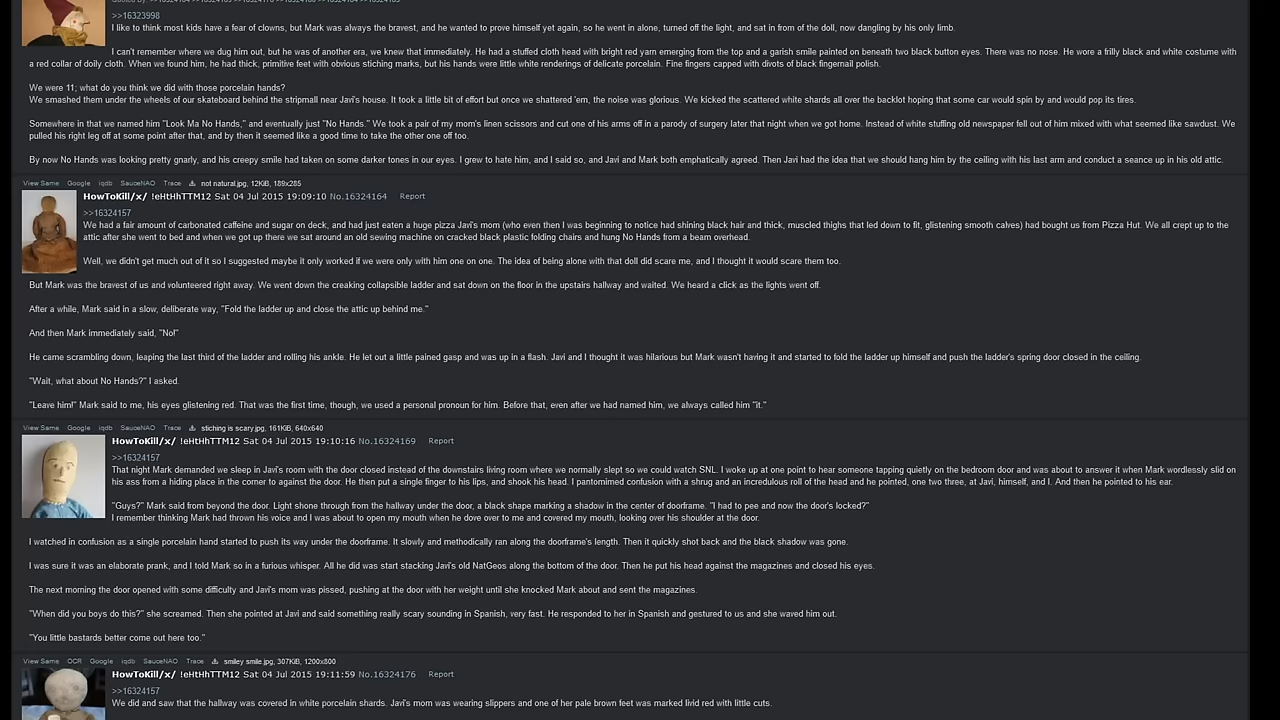 >>16323998
I like to think most kids have a fear of clowns, but Mark was always the bravest, and he wanted to prove himself yet again, so he went in alone, turned off the light, and sat in from of the doll, now dangling by his only limb.
I can't remember where we dug him out, but he was of another era, we knew that immediately. He had a stuffed cloth head with bright red yarn emerging from the top and a garish smile painted on beneath two black button eyes. There was no nose. He wore a frilly black and white costume with
a red collar of doily cloth. When we found him, he had thick, primitive feet with obvious stiching marks, but his hands were little white renderings of delicate porcelain. Fine fingers capped with divots of black fingernail polish.
We were 11; what do you think we did with those porcelain hands?
We smashed them under the wheels of our skateboard behind the stripmall near Javi's house. It took a little bit of effort but once we shattered 'em, the noise was glorious. We kicked the scattered white shards all over the backlot hoping that some car would spin by and would pop its tires.
Somewhere in that we named him "Look Ma No Hands," and eventually just "No Hands." We took a pair of my mom's linen scissors and cut one of his arms off in a parody of surgery later that night when we got home. Instead of white stuffing old newspaper fell out of him mixed with what seemed like sawdust. We
pulled his right leg off at some point after that, and by then it seemed like a good time to take the other one off too.
By now No Hands was looking pretty gnarly, and his creepy smile had taken on some darker tones in our eyes. I grew to hate him, and I said so, and Javi and Mark both emphatically agreed. Then Javi had the idea that we should hang him by the ceiling with his last arm and conduct a seance up in his old attic.
View Same Google iqdb SauceNAO Trace not natural.jpg, 12KiB, 189x285
HowToKill/x/ !eHtHhTTM12 Sat 04 Jul 2015 19:09:10 No.16324164 Report
>>16324157
We had a fair amount of carbonated caffeine and sugar on deck, and had just eaten a huge pizza Javi's mom (who even then I was beginning to notice had shining black hair and thick, muscled thighs that led down to fit, glistening smooth calves) had bought us from Pizza Hut. We all crept up to the
attic after she went to bed and when we got up there we sat around an old sewing machine on cracked black plastic folding chairs and hung No Hands from a beam overhead.
Well, we didn't get much out of it so I suggested maybe it only worked if we were only with him one on one. The idea of being alone with that doll did scare me, and I thought it would scare them too.
But Mark was the bravest of us and volunteered right away. We went down the creaking collapsible ladder and sat down on the floor in the upstairs hallway and waited. We heard a click as the lights went off.
After a while, Mark said in a slow, deliberate way, "Fold the ladder up and close the attic up behind me."
And then Mark immediately said, "No!"
He came scrambling down, leaping the last third of the ladder and rolling his ankle. He let out a little pained gasp and was up in a flash. Javi and I thought it was hilarious but Mark wasn't having it and started to fold the ladder up himself and push the ladder's spring door closed in the ceiling.
"Wait, what about No Hands?" I asked.
"Leave him!" Mark said to me, his eyes glistening red. That was the first time, though, we used a personal pronoun for him. Before that, even after we had named him, we always called him "it."
View Same Google iqdb SauceNAO Trace stiching is scary.jpg, 161KiB, 640x640
HowToKill/x/ !eHtHhTTM12 Sat 04 Jul 2015 19:10:16 No.16324169 Report
>>16324157
That night Mark demanded we sleep in Javi's room with the door closed instead of the downstairs living room where we normally slept so we could watch SNL. I woke up at one point to hear someone tapping quietly on the bedroom door and was about to answer it when Mark wordlessly slid on
his ass from a hiding place in the corner to against the door. He then put a single finger to his lips, and shook his head. I pantomimed confusion with a shrug and an incredulous roll of the head and he pointed, one two three, at Javi, himself, and I. And then he pointed to his ear.
"Guys?" Mark said from beyond the door. Light shone through from the hallway under the door, a black shape marking a shadow in the center of doorframe. "I had to pee and now the door's locked?"
I remember thinking Mark had thrown his voice and I was about to open my mouth when he dove over to me and covered my mouth, looking over his shoulder at the door.
I watched in confusion as a single porcelain hand started to push its way under the doorframe. It slowly and methodically ran along the doorframe's length. Then it quickly shot back and the black shadow was gone.
I was sure it was an elaborate prank, and I told Mark so in a furious whisper. All he did was start stacking Javi's old NatGeos along the bottom of the door. Then he put his head against the magazines and closed his eyes.
The next morning the door opened with some difficulty and Javi's mom was pissed, pushing at the door with her weight until she knocked Mark about and sent the magazines.
"When did you boys do this?" she screamed. Then she pointed at Javi and said something really scary sounding in Spanish, very fast. He responded to her in Spanish and gestured to us and she waved him out.
"You little bastards better come out here too."
View Same OCR Google iqdb SauceNAO Trace smiley smile.jpg, 307KiB, 1200x800
HowToKill/x/ !eHtHhTTM12 Sat 04 Jul 2015 19:11:59 No.16324176 Report
>>16324157
We did and saw that the hallway was covered in white porcelain shards. Javi's mom was wearing slippers and one of her pale brown feet was marked livid red with little cuts.